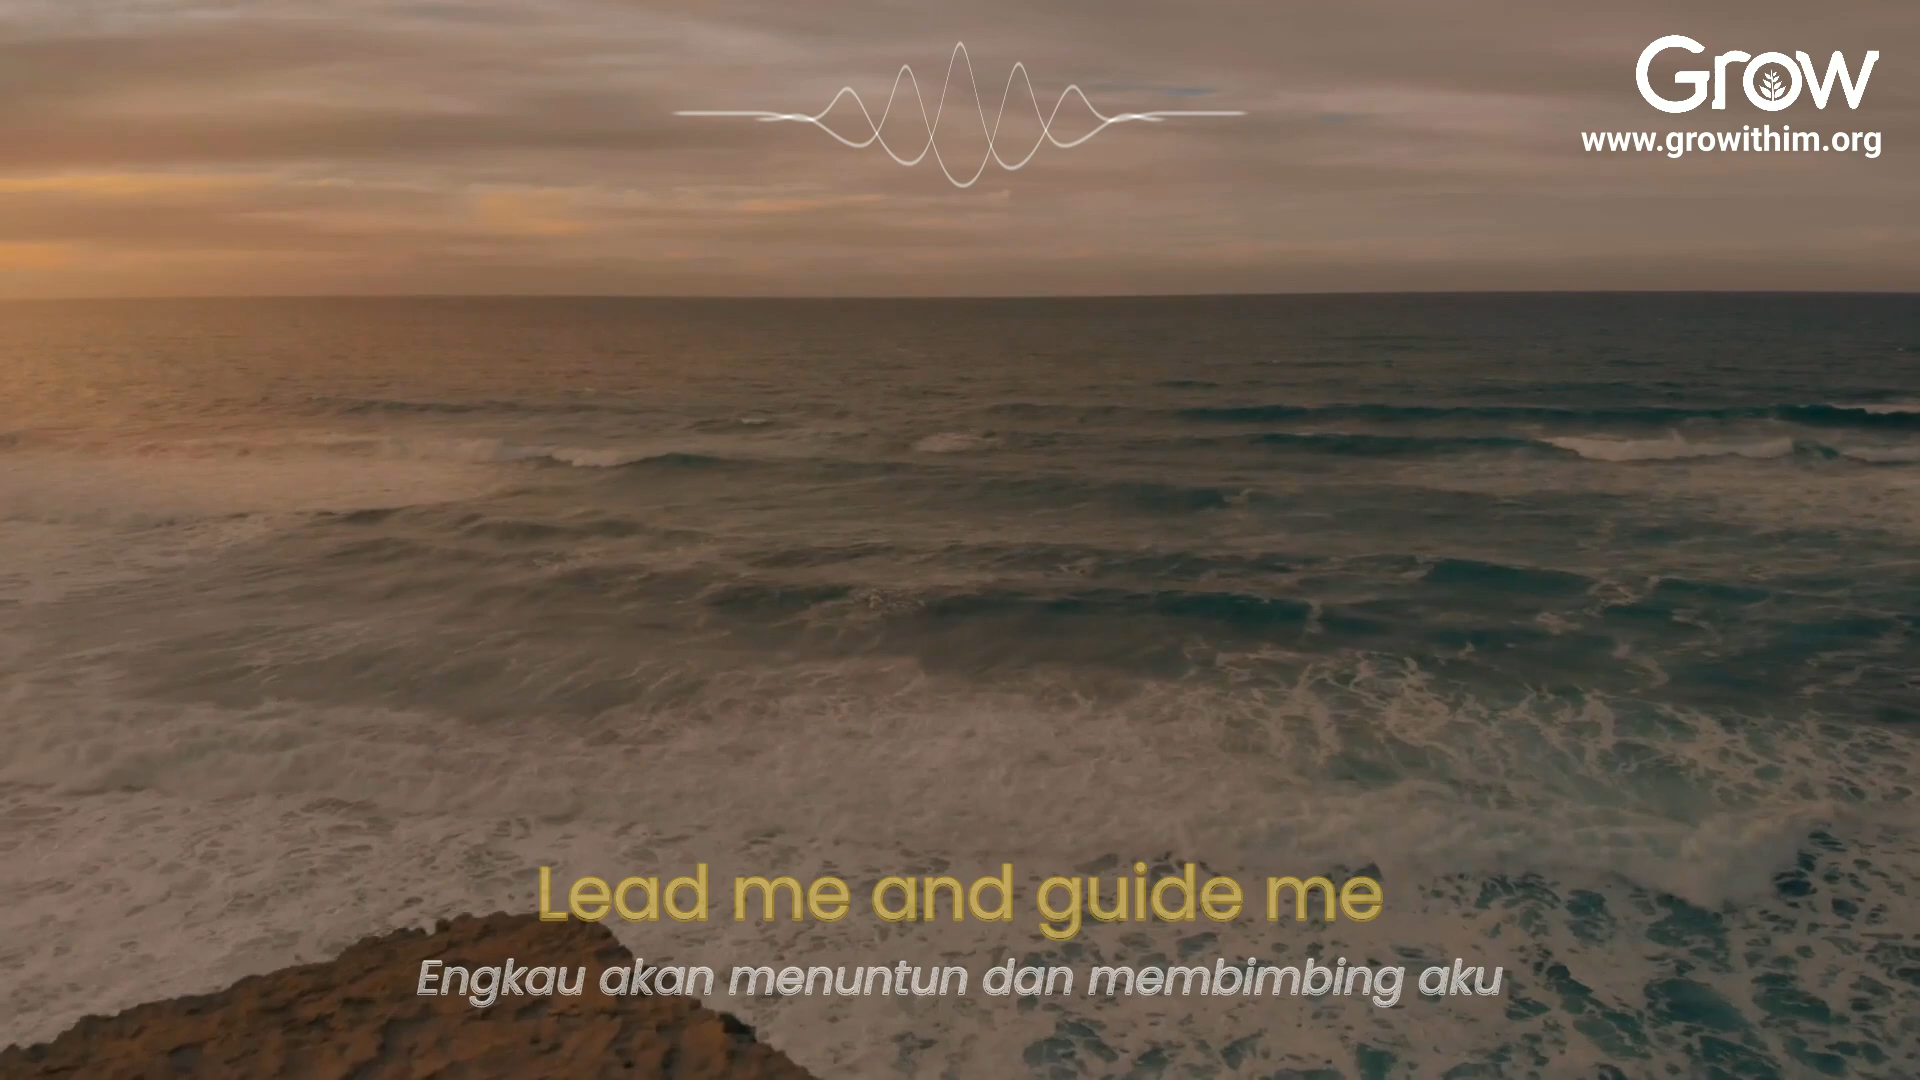 Grow
www.growithim.org
Lead me and guide me
Engkau akan menuntun dan membimbing aku